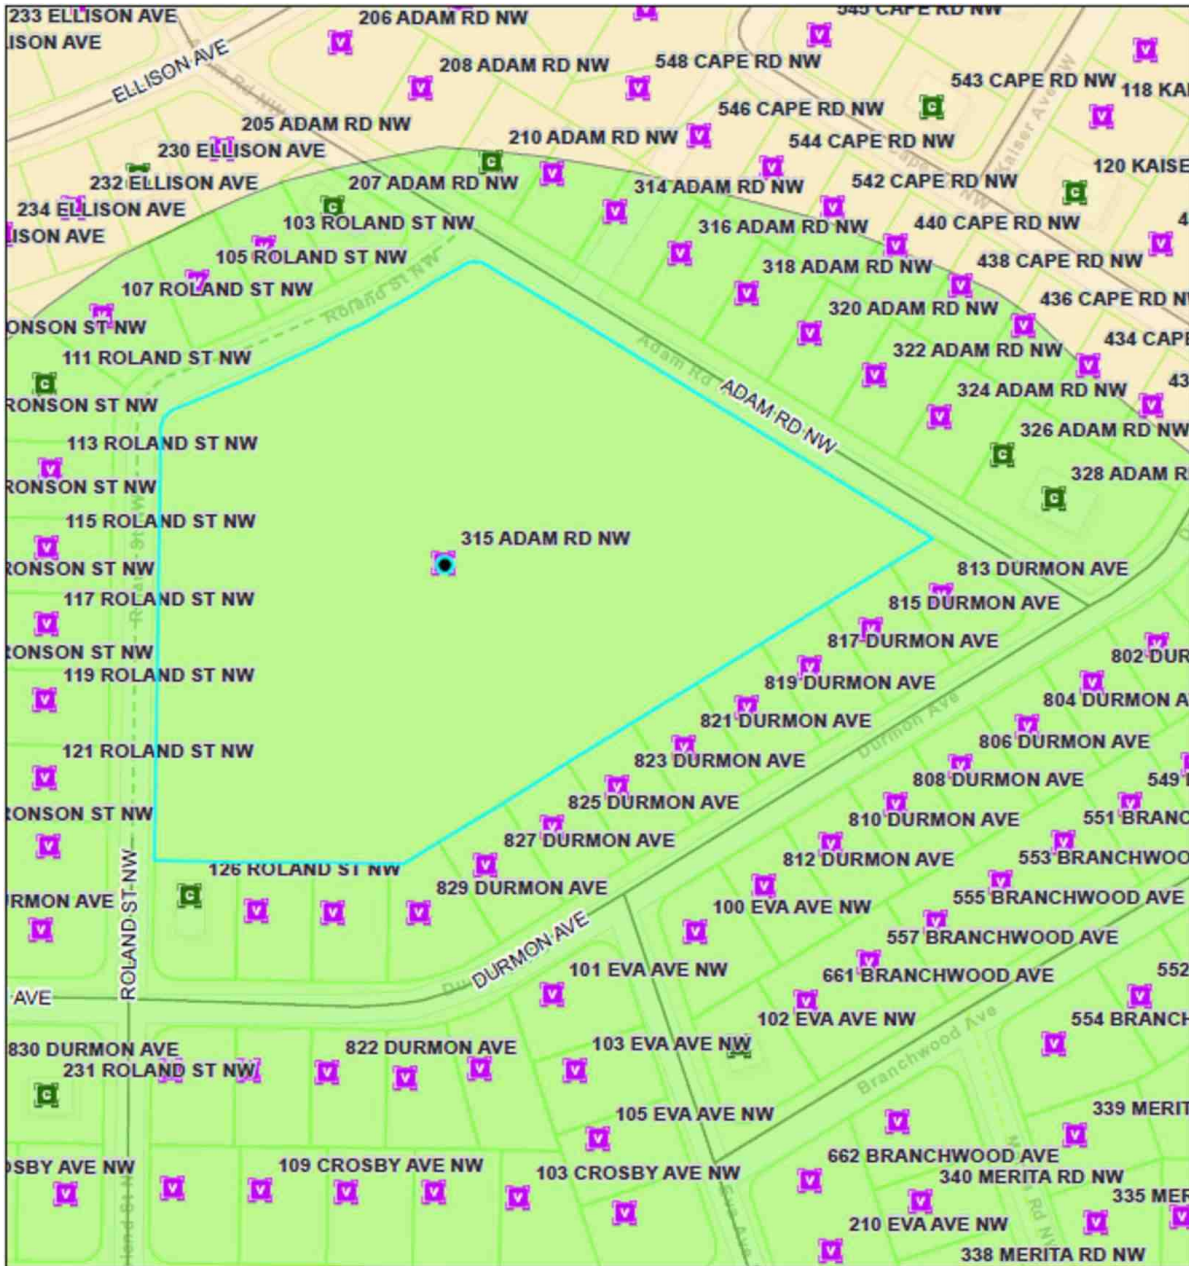 233 ELLISON AVE
206 ADAM RD NW
545 CAPE RD NW
ISON AVE
ELLISON AVE
208 ADAM RD NW
548 CAPE RD NW
543 CAPE RD NW
118 KAI
Kaiser Ave NW
205 ADAM RD NW
546 CAPE RD NW
230 ELLISON AVE
210 ADAM RD NW
544 CAPE RD NW
120 KAISE
232 ELLISON AVE
207 ADAM RD NW
314 ADAM RD NW
542 CAPE RD NW
234 ELLISON AVE
103 ROLAND ST NW
316 ADAM RD NW
440 CAPE RD NW
ISON AVE
105 ROLAND ST NW
318 ADAM RD NW
438 CAPE RD NW
107 ROLAND ST NW
Roland St NW
320 ADAM RD NW
436 CAPE RD NW
ONSON ST NW
434 CAPE
111 ROLAND ST NW
Adam Rd
322 ADAM RD NW
43
324 ADAM RD NW
RONSON ST NW
ADAM RD NW
326 ADAM RD NW
113 ROLAND ST NW
328 ADAM R
RONSON ST NW
115 ROLAND ST NW
315 ADAM RD NW
RONSON ST NW
813 DURMON AVE
117 ROLAND ST NW
815 DURMON AVE
817 DURMON AVE
RONSON ST NW
802 DUR
119 ROLAND ST NW
819 DURMON AVE
804 DURMON A
821 DURMON AVE
Durmon Ave
121 ROLAND ST NW
823 DURMON AVE
806 DURMON AVE
808 DURMON AVE
549
825 DURMON AVE
RONSON ST NW
810 DURMON AVE
551 BRANC
827 DURMON AVE
812 DURMON AVE
553 BRANCHWOO
126 ROLAND ST NW
829 DURMON AVE
555 BRANCHWOOD AVE
URMON AVE
100 EVA AVE NW
ROLAND ST NW
DURMON AVE
557 BRANCHWOOD AVE
101 EVA AVE NW
661 BRANCHWOOD AVE
552
AVE
102 EVA AVE NW
554 BRANCH
Branchwood Ave
830 DURMON AVE
822 DURMON AVE
103 EVA AVE NW
231 ROLAND ST NW
105 EVA AVE NW
339 MERIT
OSBY AVE NW
109 CROSBY AVE NW
103 CROSBY AVE NW
662 BRANCHWOOD AVE
340 MERITA RD NW
335 MER
Eva Ave
210 EVA AVE NW
338 MERITA RD NW